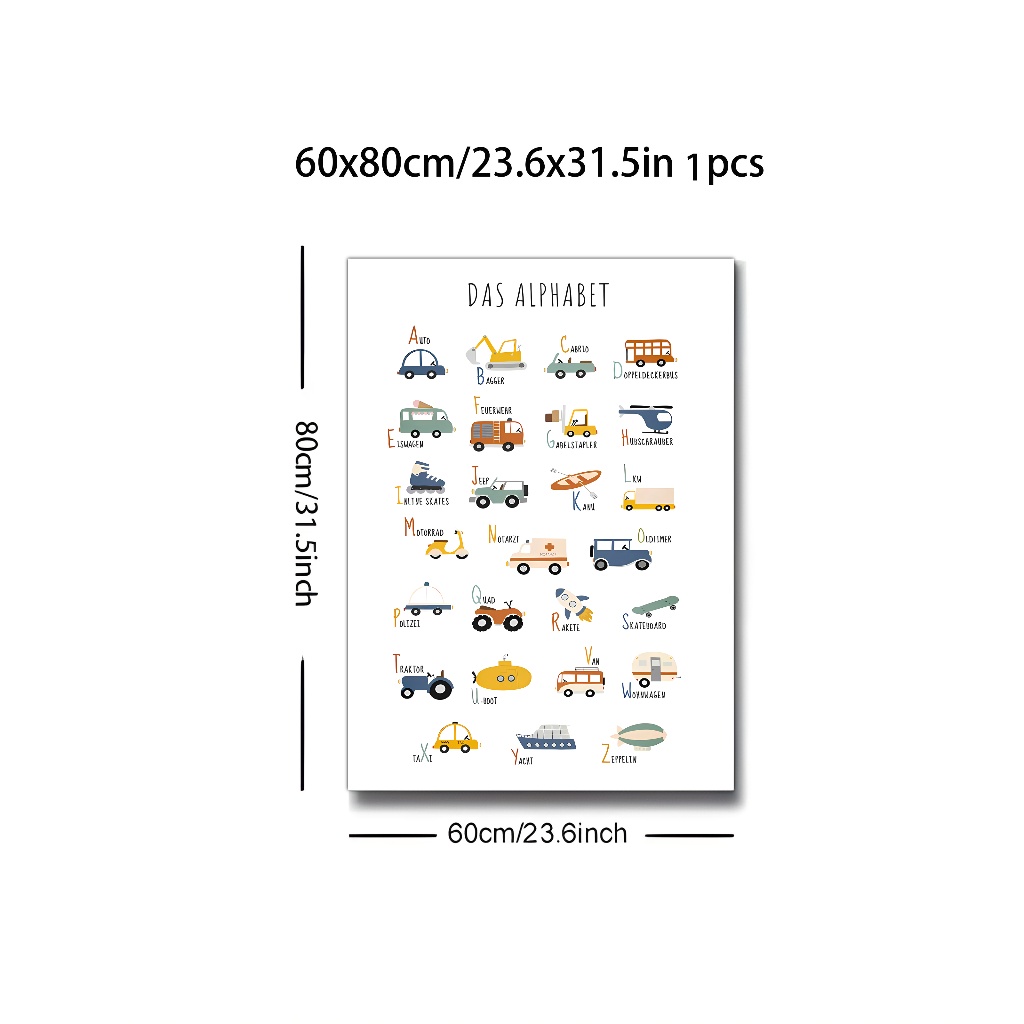 60x80cm/23.6x31.5in 1pcs
80cm/31.5inch
DAS ALPHABET
AUTO
BAGGER
CABRIO
DOPPELDECKERBUS
EISWAGEN
FEUERWEHR
GABELSTAPLER
HUBSCHRAUBER
INLINE SKATES
JEEP
KANU
LKW
MOTORRAD
NOTARZT
OLDTIMER
POLIZEI
QUAD
RAKETE
SKATEBOARD
TRAKTOR
U-BOOT
VAN
WOHNWAGEN
TAXI
YACHT
ZEPPELIN
60cm/23.6inch